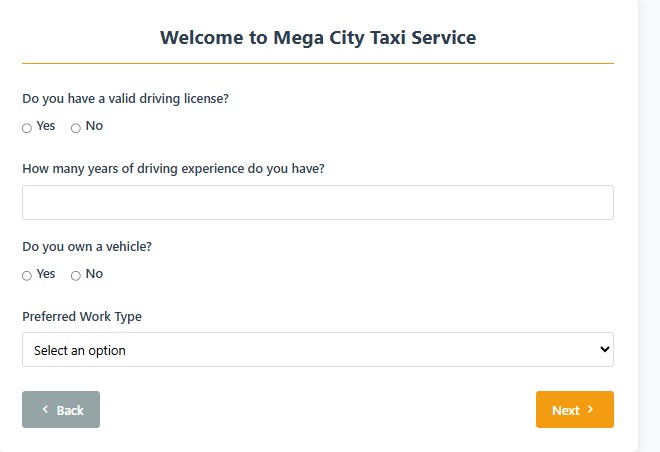 Welcome to Mega City Taxi Service
Do you have a valid driving license?
Yes No
How many years of driving experience do you have?
Do you own a vehicle?
Yes No
Preferred Work Type
Select an option
Back Next